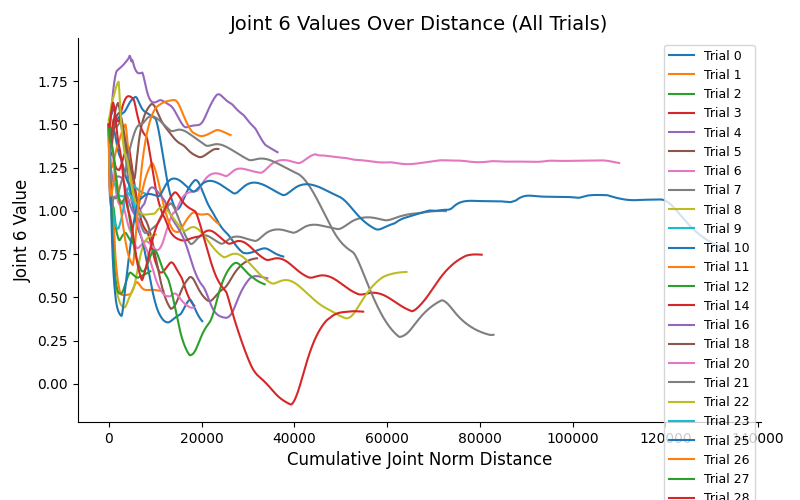 Joint 6 Values Over Distance (All Trials)
Joint 6 Value
1.75
1.50
1.25
1.00
0.75
0.50
0.25
0.00
0
20000
40000
60000
80000
100000
120000
140000
Cumulative Joint Norm Distance
Trial 0
Trial 1
Trial 2
Trial 3
Trial 4
Trial 5
Trial 6
Trial 7
Trial 8
Trial 9
Trial 10
Trial 11
Trial 12
Trial 14
Trial 16
Trial 18
Trial 20
Trial 21
Trial 22
Trial 23
Trial 25
Trial 26
Trial 27
Trial 28